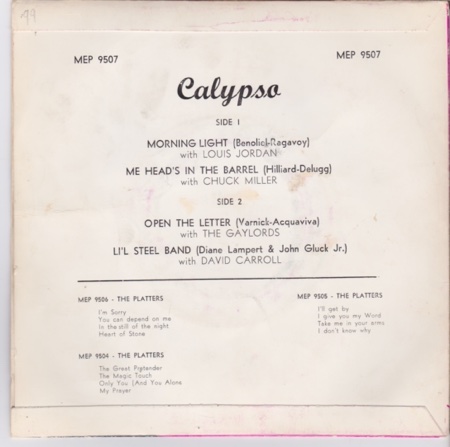 99
MEP 9507
MEP 9507
Calypso
SIDE 1
MORNING LIGHT (Benolici-Ragavoy)
with LOUIS JORDAN
ME HEAD'S IN THE BARREL (Hilliard-Delugg)
with CHUCK MILLER
SIDE 2
OPEN THE LETTER (Varnick-Acquaviva)
with THE GAYLORDS
LI'L STEEL BAND (Diane Lampert & John Gluck Jr.)
with DAVID CARROLL
MEP 9506 - THE PLATTERS
I'm Sorry
You can depend on me
In the still of the night
Heart of Stone
MEP 9504 - THE PLATTERS
The Great Pretender
The Magic Touch
Only You (And You Alone
My Prayer
MEP 9505 - THE PLATTERS
I'll get by
I give you my Word
Take me in your arms
I don't know why